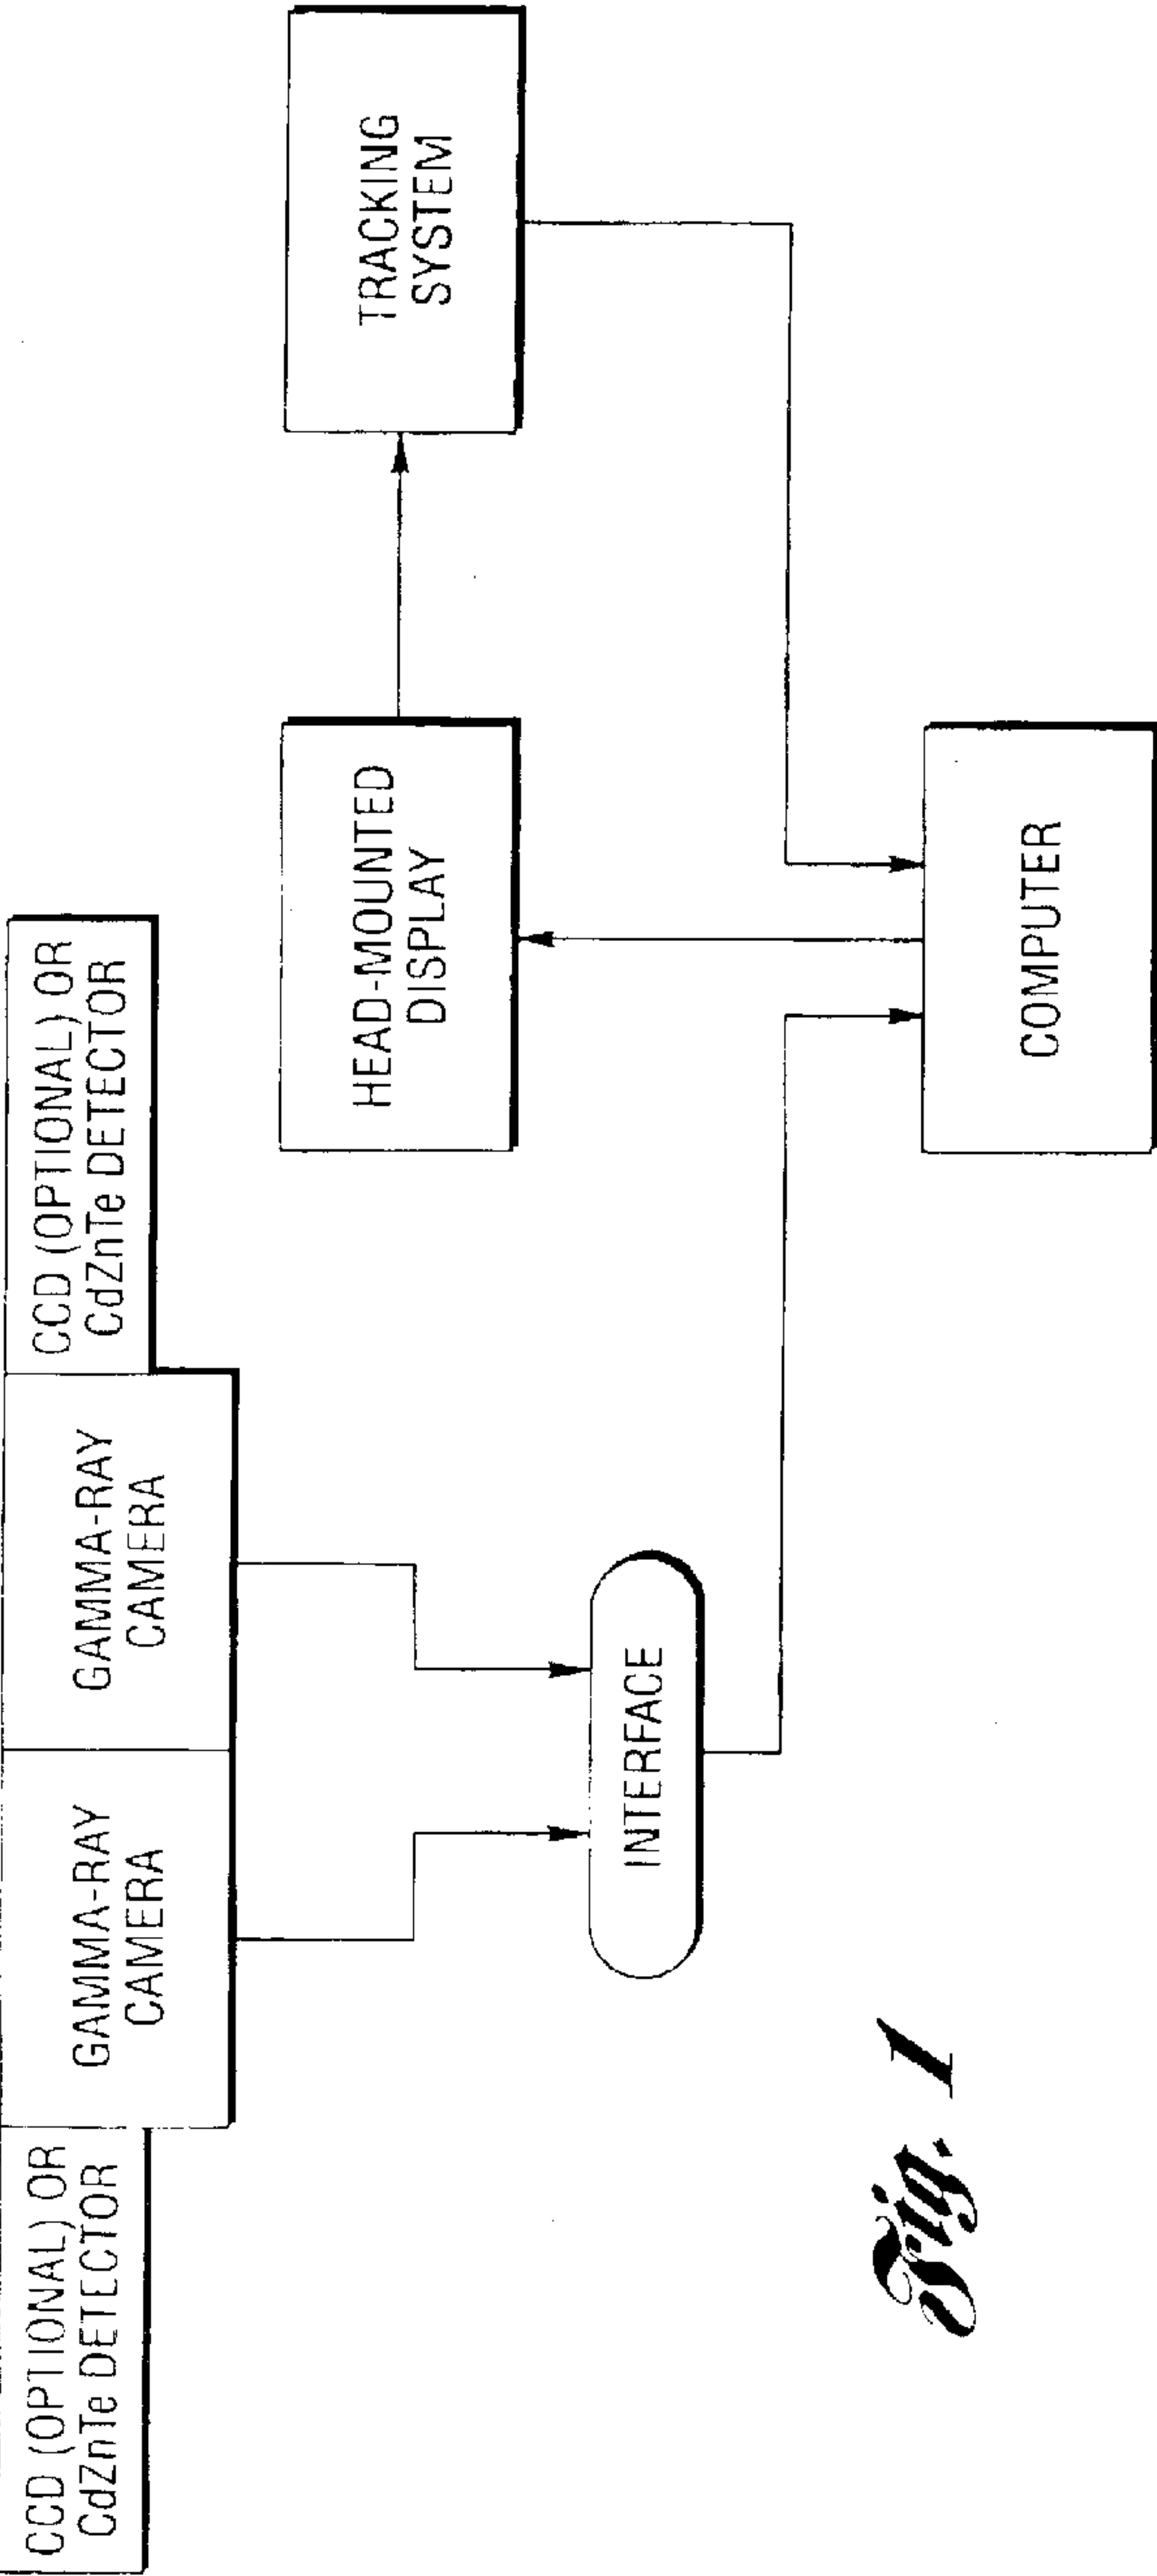 CCD (OPTIONAL) OR
CdZnTe DETECTOR
GAMMA-RAY
CAMERA
GAMMA-RAY
CAMERA
CCD (OPTIONAL) OR
CdZnTe DETECTOR
INTERFACE
HEAD-MOUNTED
DISPLAY
TRACKING
SYSTEM
COMPUTER
Fig. 1